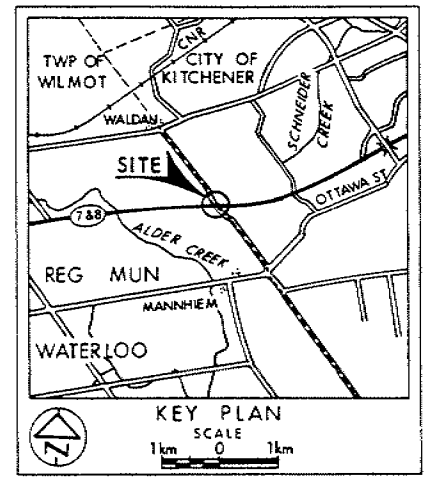 TWP OF
WILMOT
CNR
CITY OF
KITCHENER
WALDAU
SCHNEIDER
CREEK
SITE
OTTAWA ST.
7&8
ALDER CREEK
REG MUN
MANNHIEM
WATERLOO
N
KEY PLAN
SCALE
1km 0 1km